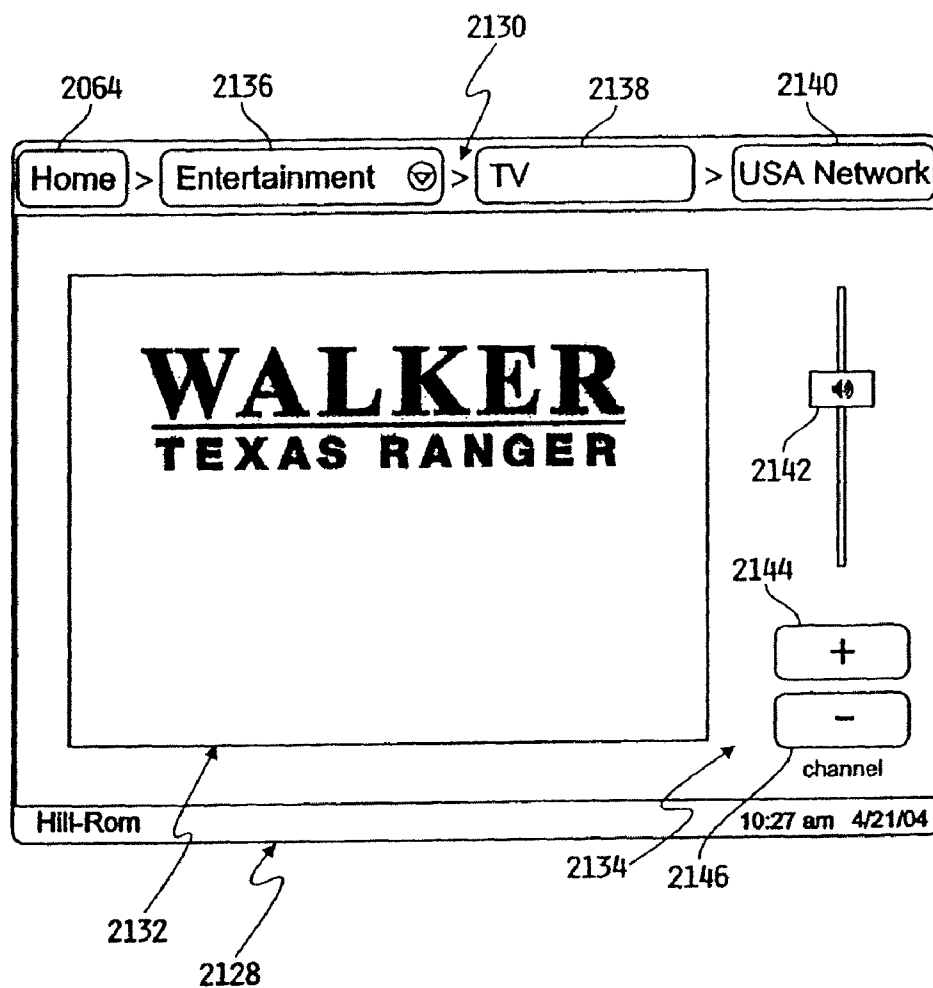 2130
2064 2136 2138 2140
Home > Entertainment > TV > USA Network
WALKER
TEXAS RANGER
2142
2144
+
-
channel
Hill-Rom 10:27 am 4/21/04
2134 2146
2132
2128